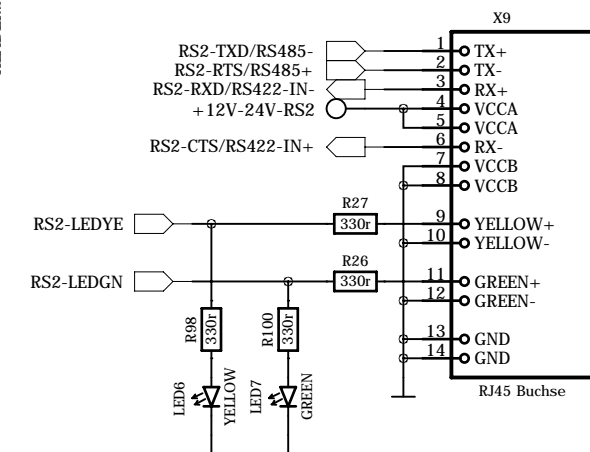 X9
RS2-TXD/RS485- 1 TX+
RS2-RTS/RS485+ 2 TX-
RS2-RXD/RS422-IN- 3 RX+
+12V-24V-RS2 4 VCCA
5 VCCA
RS2-CTS/RS422-IN+ 6 RX-
7 VCCB
8 VCCB
R27
RS2-LEDYE 330r 9 YELLOW+
10 YELLOW-
R26
RS2-LEDGN 330r 11 GREEN+
12 GREEN-
R98 330r R100 330r
13 GND
14 GND
LED6 YELLOW LED7 GREEN
RJ45 Buchse